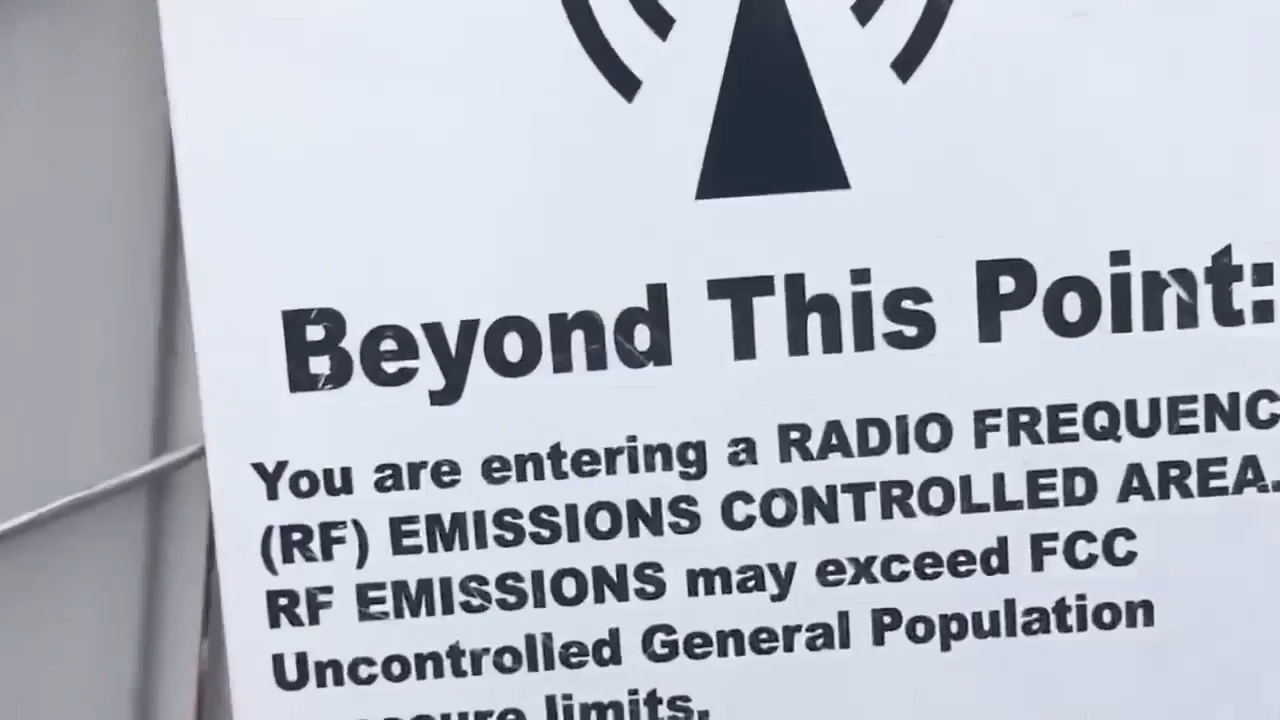 Beyond This Point:
You are entering a RADIO FREQUENC
(RF) EMISSIONS CONTROLLED AREA.
RF EMISSIONS may exceed FCC
Uncontrolled General Population
limits.